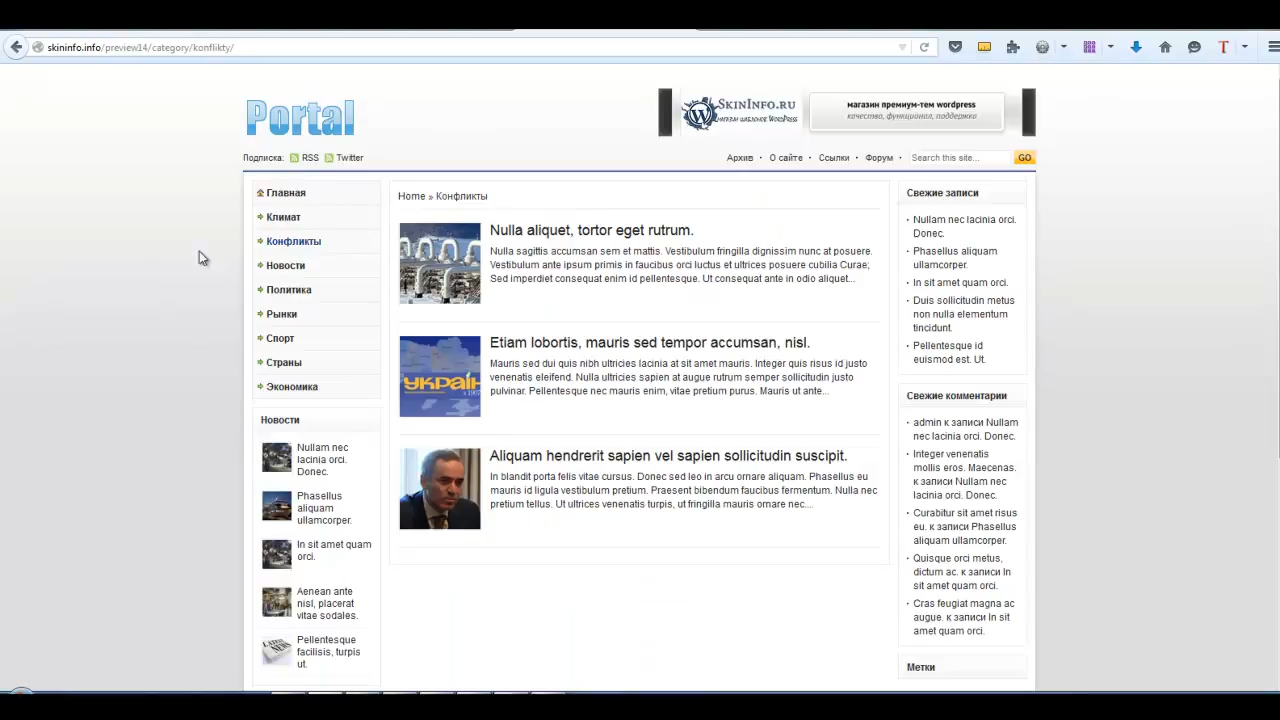 skininfo.info/preview14/category/konflikty/
T
Portal
SKININFO.RU
МАГАЗИН ШАБЛОНОВ WORDPRESS
магазин премиум-тем wordpress
качество, функционал, поддержка
Подписка: RSS Twitter
Архив · О сайте · Ссылки · Форум · Search this site... GO
Главная
Климат
Конфликты
Новости
Политика
Рынки
Спорт
Страны
Экономика
Новости
Nullam nec
lacinia orci.
Donec.
Phasellus
aliquam
ullamcorper.
In sit amet quam
orci.
Aenean ante
nisl, placerat
vitae sodales.
Pellentesque
facilisis, turpis
ut.
Home » Конфликты
Nulla aliquet, tortor eget rutrum.
Nulla sagittis accumsan sem et mattis. Vestibulum fringilla dignissim nunc at posuere.
Vestibulum ante ipsum primis in faucibus orci luctus et ultrices posuere cubilia Curae;
Sed imperdiet consequat enim id pellentesque. Ut consequat ante in odio aliquet...
Etiam lobortis, mauris sed tempor accumsan, nisl.
Mauris sed dui quis nibh ultricies lacinia at sit amet mauris. Integer quis risus id justo
venenatis eleifend. Nulla ultricies sapien at augue rutrum semper sollicitudin justo
pulvinar. Pellentesque nec mauris enim, vitae pretium purus. Mauris ut ante...
Україн
Aliquam hendrerit sapien vel sapien sollicitudin suscipit.
In blandit porta felis vitae cursus. Donec sed leo in arcu ornare aliquam. Phasellus eu
mauris id ligula vestibulum pretium. Praesent bibendum faucibus fermentum. Nulla nec
pretium tellus. Ut ultrices venenatis turpis, ut fringilla mauris ornare nec....
Свежие записи
Nullam nec lacinia orci.
Donec.
Phasellus aliquam
ullamcorper.
In sit amet quam orci.
Duis sollicitudin metus
non nulla elementum
tincidunt.
Pellentesque id
euismod est. Ut.
Свежие комментарии
admin к записи Nullam
nec lacinia orci. Donec.
Integer venenatis
mollis eros. Maecenas.
к записи Nullam nec
lacinia orci. Donec.
Curabitur sit amet risus
eu. к записи Phasellus
aliquam ullamcorper.
Quisque orci metus,
dictum ac. к записи In
sit amet quam orci.
Cras feugiat magna ac
augue. к записи In sit
amet quam orci.
Метки